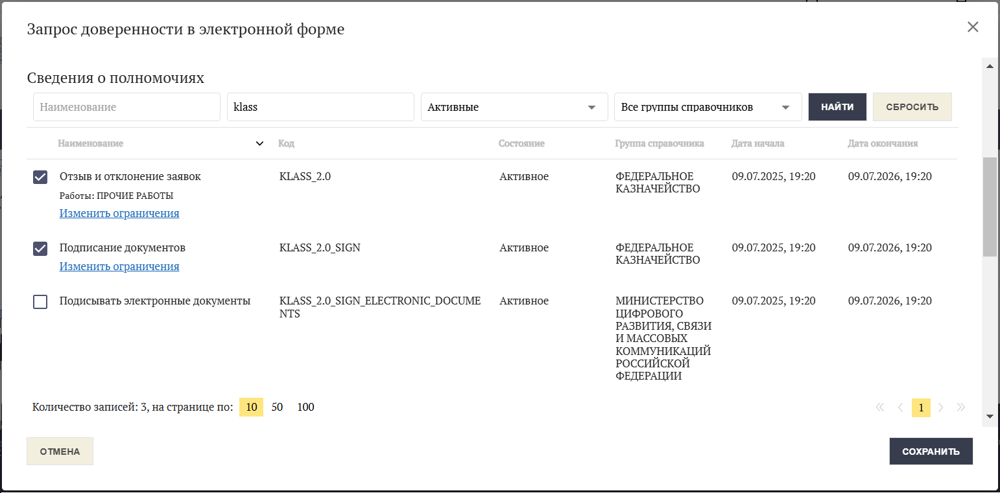 Запрос доверенности в электронной форме
Сведения о полномочиях
Наименование klass Активные Все группы справочников НАЙТИ СБРОСИТЬ
Наименование Код Состояние Группа справочника Дата начала Дата окончания
Отзыв и отклонение заявок KLASS_2.0 Активное ФЕДЕРАЛЬНОЕ 09.07.2025, 19:20 09.07.2026, 19:20
КАЗНАЧЕЙСТВО
Работы: ПРОЧИЕ РАБОТЫ
Изменить ограничения
Подписание документов KLASS_2.0_SIGN Активное ФЕДЕРАЛЬНОЕ 09.07.2025, 19:20 09.07.2026, 19:20
КАЗНАЧЕЙСТВО
Изменить ограничения
Подисывать электронные документы KLASS_2.0_SIGN_ELECTRONIC_DOCUME Активное МИНИСТЕРСТВО 09.07.2025, 19:20 09.07.2026, 19:20
NTS ЦИФРОВОГО
РАЗВИТИЯ, СВЯЗИ
И МАССОВЫХ
КОММУНИКАЦИЙ
РОССИЙСКОЙ
ФЕДЕРАЦИИ
Количество записей: 3, на странице по: 10 50 100 1
ОТМЕНА СОХРАНИТЬ